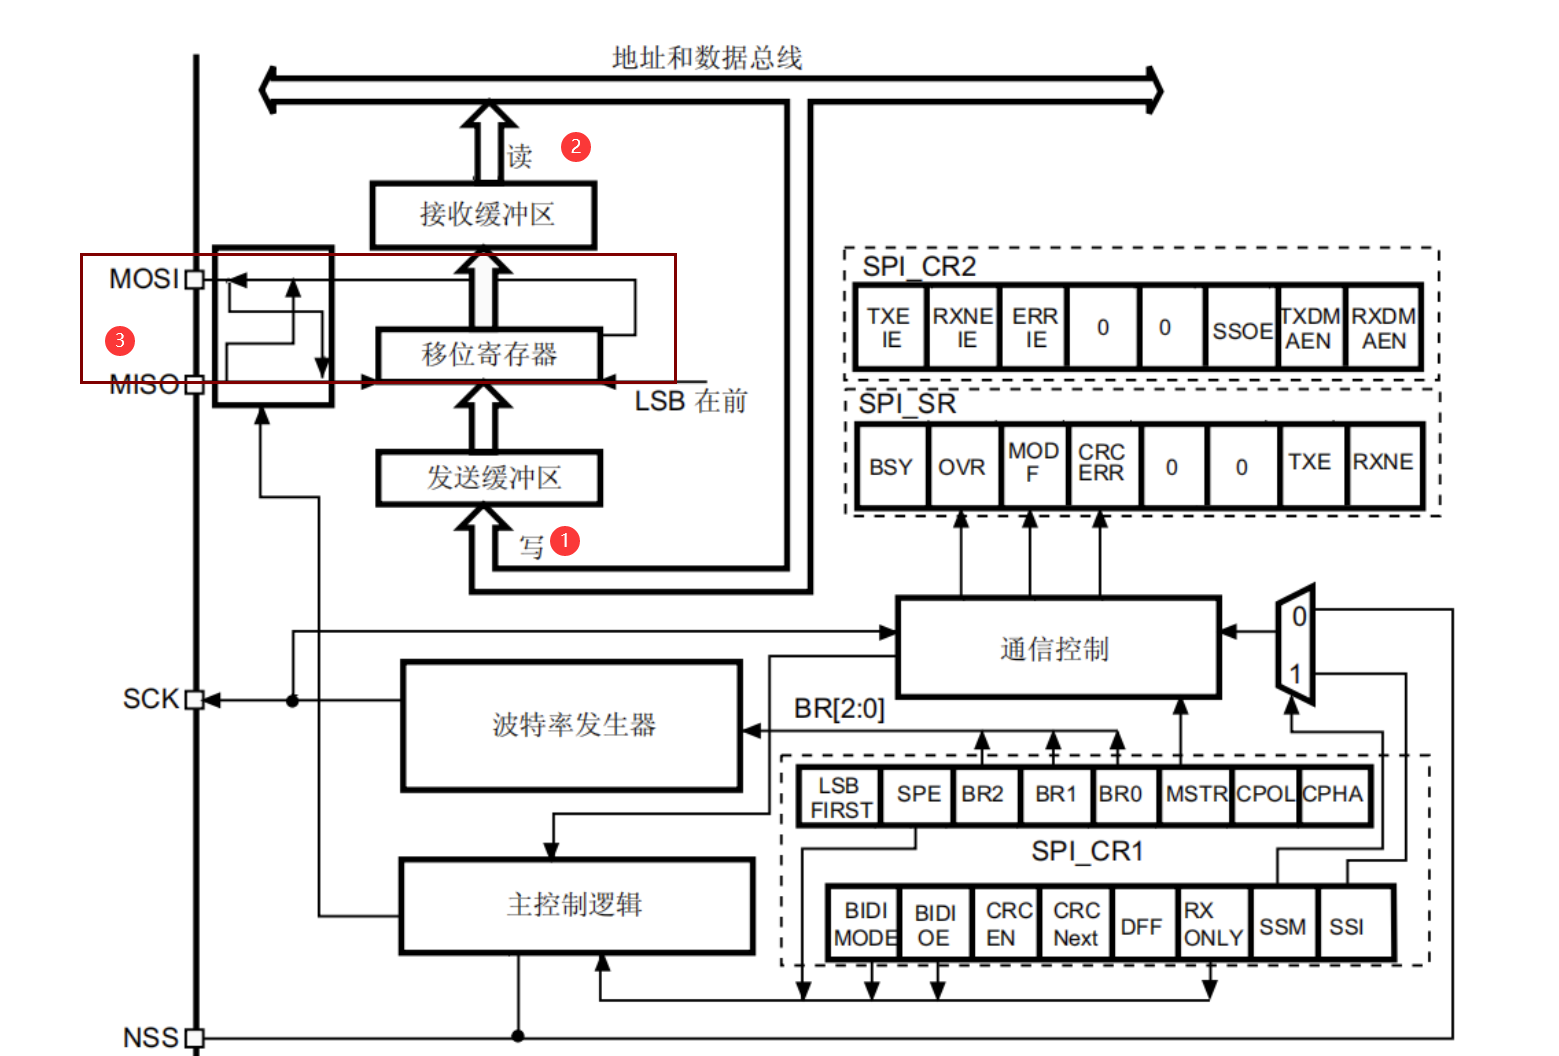 地址和数据总线
读
2
接收缓冲区
MOSI
3
移位寄存器
MISO
LSB 在前
发送缓冲区
写
1
SPI_CR2
TXE
IE
RXNE
IE
ERR
IE
0
0
SSOE
TXDM
AEN
RXDM
AEN
SPI_SR
BSY
OVR
MOD
F
CRC
ERR
0
0
TXE
RXNE
通信控制
0
1
SCK
波特率发生器
BR[2:0]
LSB
FIRST
SPE
BR2
BR1
BR0
MSTR
CPOL
CPHA
SPI_CR1
主控制逻辑
BIDI
MODE
BIDI
OE
CRC
EN
CRC
Next
DFF
RX
ONLY
SSM
SSI
NSS